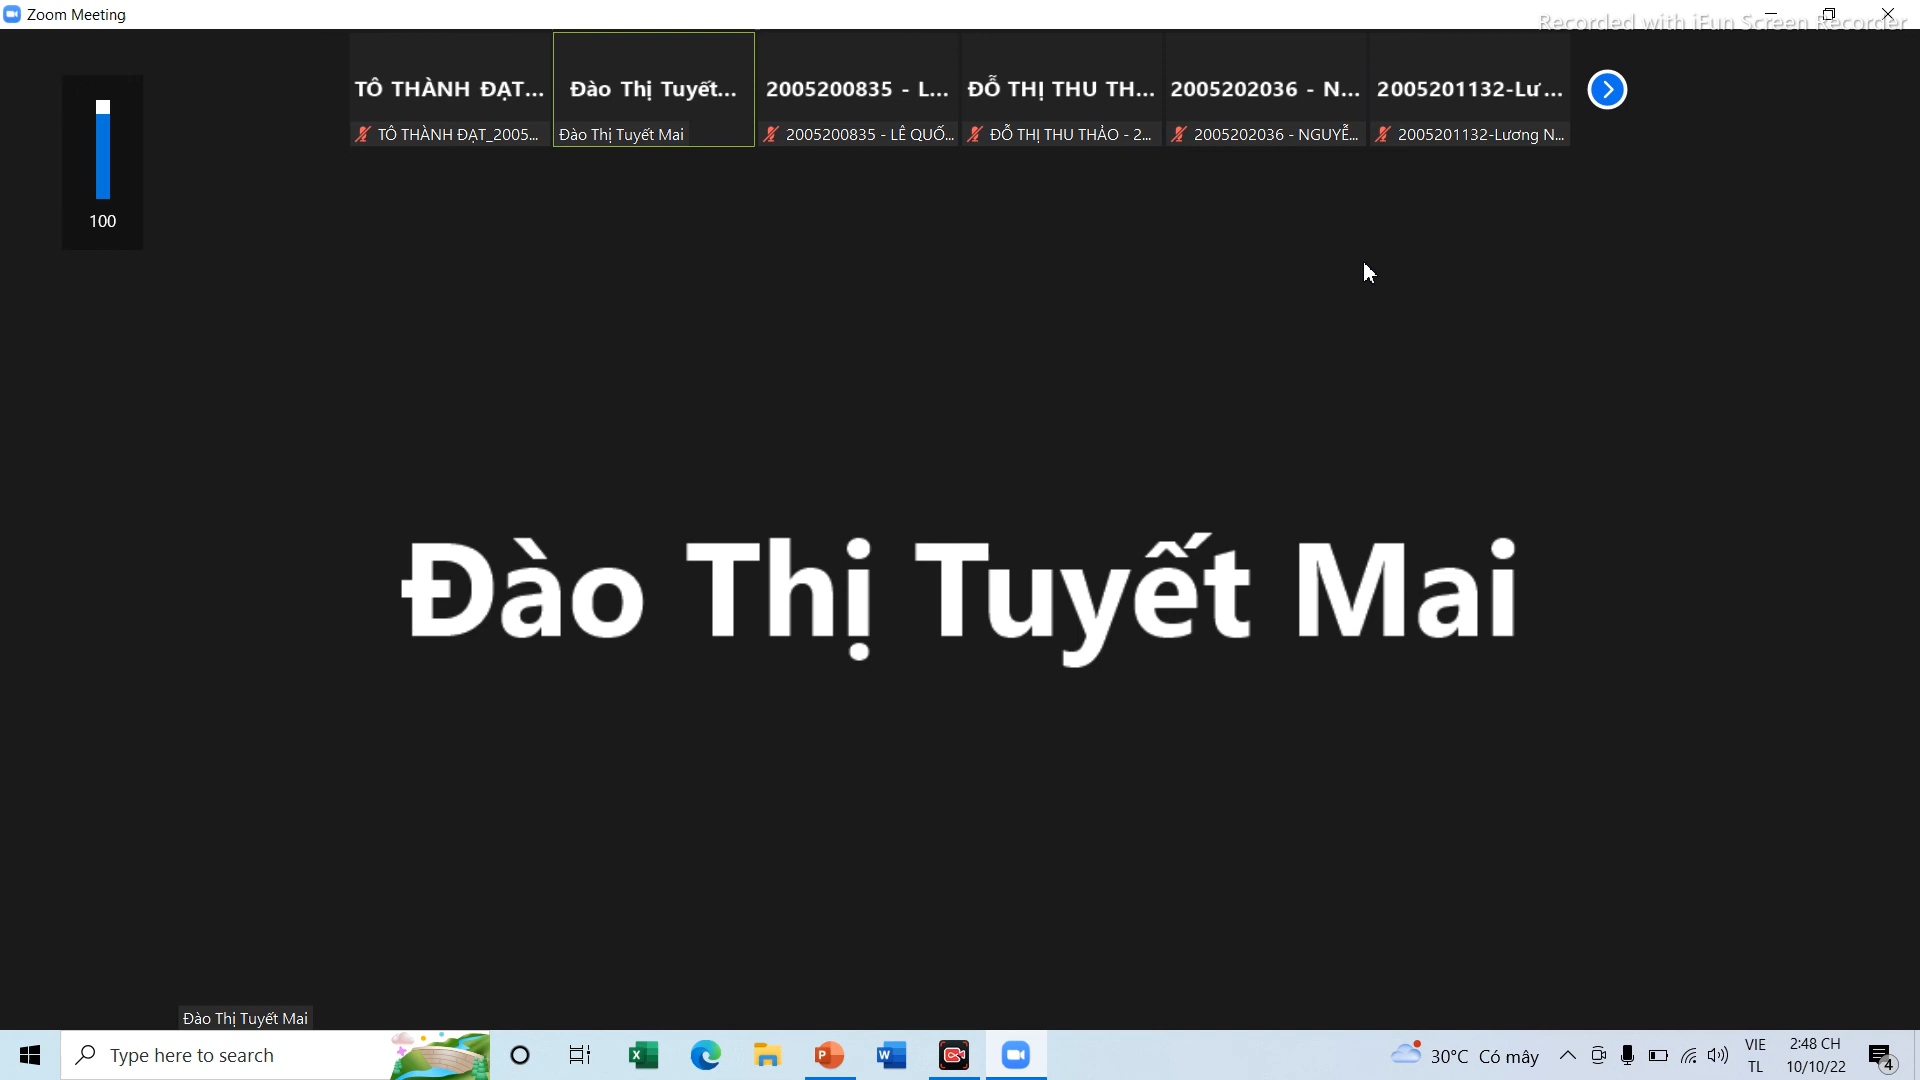 Zoom Meeting
Recorded with iFun Screen Recorder
TÔ THÀNH ĐẠT...
Đào Thị Tuyết...
2005200835 - L...
ĐỖ THỊ THU TH...
2005202036 - N...
2005201132-Lư...
TÔ THÀNH ĐẠT_2005...
Đào Thị Tuyết Mai
2005200835 - LÊ QUỐ...
ĐỖ THỊ THU THẢO - 2...
2005202036 - NGUYỄ...
2005201132-Lương N...
100
Đào Thị Tuyết Mai
Đào Thị Tuyết Mai
Type here to search
30°C Có mây
VIE
TL
2:48 CH
10/10/22
4